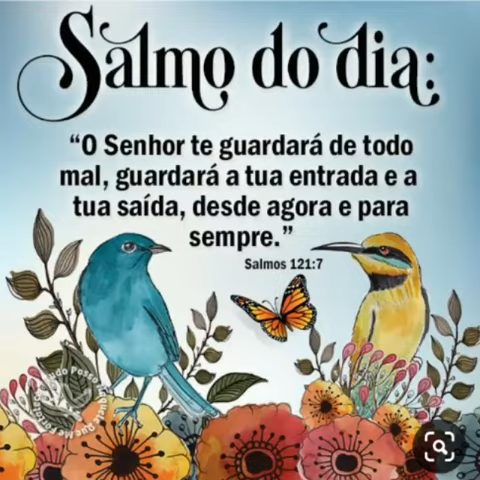 Salmo do dia:
“O Senhor te guardará de todo
mal, guardará a tua entrada e a
tua saída, desde agora e para
sempre.”
Salmos 121:7